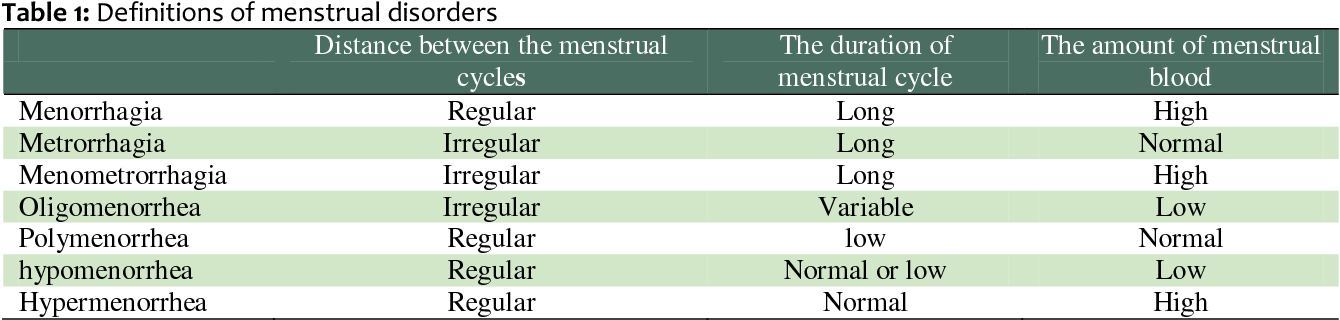 Table 1: Definitions of menstrual disorders
Distance between the menstrual cycles The duration of menstrual cycle The amount of menstrual blood
Menorrhagia Regular Long High
Metrorrhagia Irregular Long Normal
Menometrorrhagia Irregular Long High
Oligomenorrhea Irregular Variable Low
Polymenorrhea Regular low Normal
hypomenorrhea Regular Normal or low Low
Hypermenorrhea Regular Normal High